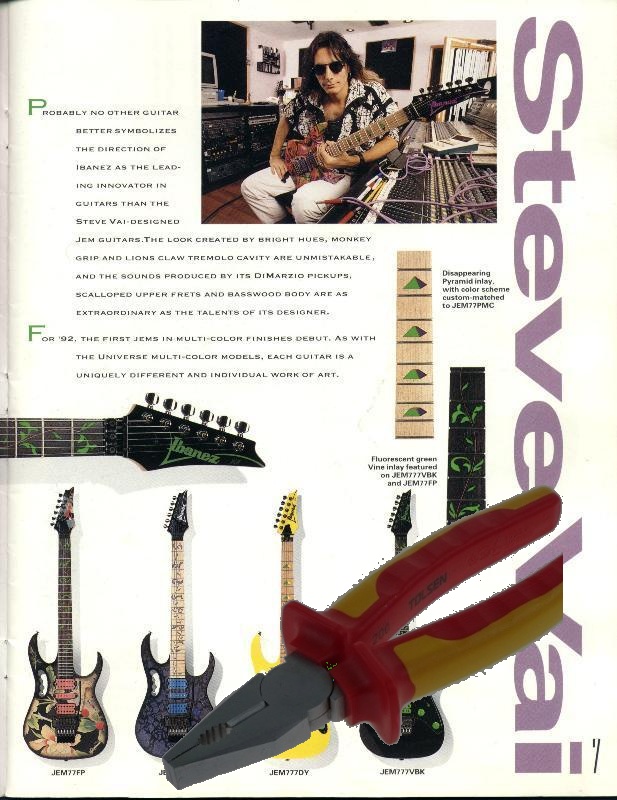 Steve Vai
PROBABLY NO OTHER GUITAR
BETTER SYMBOLIZES
THE DIRECTION OF
IBANEZ AS THE LEAD-
ING INNOVATOR IN
GUITARS THAN THE
STEVE VAI-DESIGNED
JEM GUITARS.THE LOOK CREATED BY BRIGHT HUES, MONKEY
GRIP AND LIONS CLAW TREMOLO CAVITY ARE UNMISTAKABLE,
AND THE SOUNDS PRODUCED BY ITS DIMARZIO PICKUPS,
SCALLOPED UPPER FRETS AND BASSWOOD BODY ARE AS
EXTRAORDINARY AS THE TALENTS OF ITS DESIGNER.
FOR '92, THE FIRST JEMS IN MULTI-COLOR FINISHES DEBUT. AS WITH
THE UNIVERSE MULTI-COLOR MODELS, EACH GUITAR IS A
UNIQUELY DIFFERENT AND INDIVIDUAL WORK OF ART.
Disappearing
Pyramid inlay,
with color scheme
custom-matched
to JEM77PMC
Ibanez
Fluorescent green
Vine inlay featured
on JEM777VBK
and JEM77FP
TOLSEN
200
JEM77FP
JE
JEM777DY
JEM777VBK